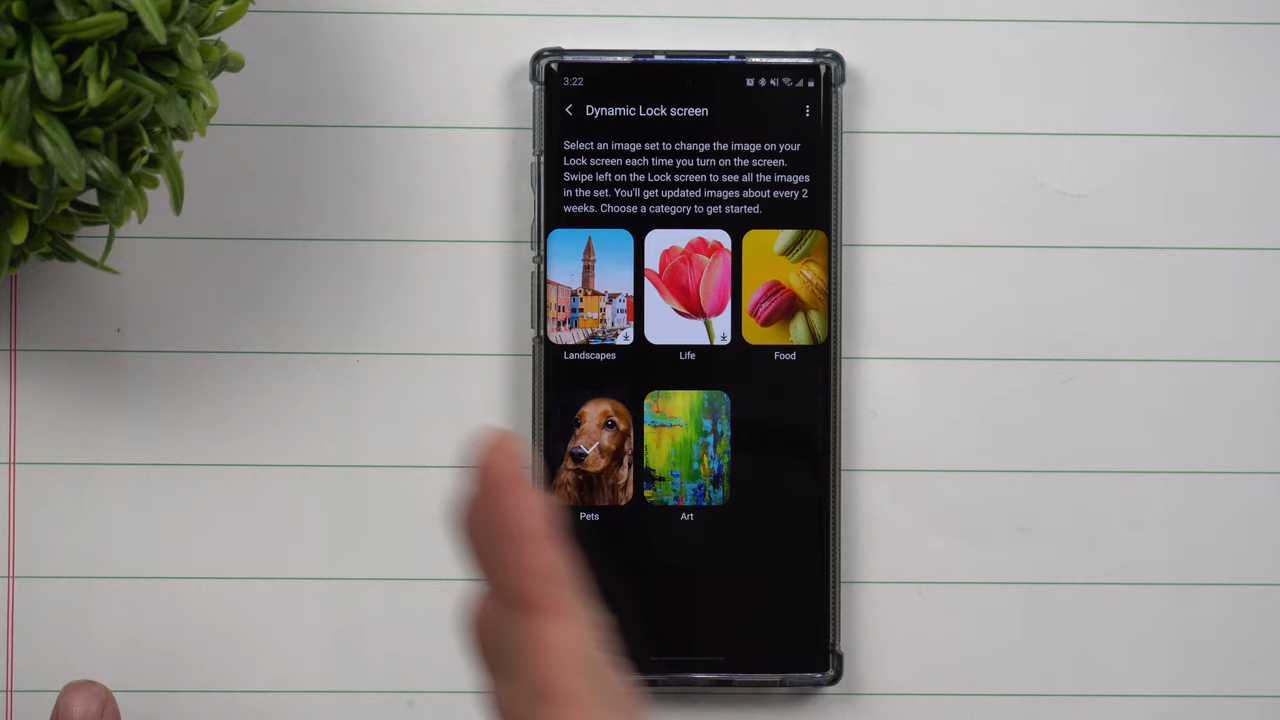 3:22
Dynamic Lock screen
Select an image set to change the image on your
Lock screen each time you turn on the screen.
Swipe left on the Lock screen to see all the images
in the set. You'll get updated images about every 2
weeks. Choose a category to get started.
Landscapes
Life
Food
Pets
Art